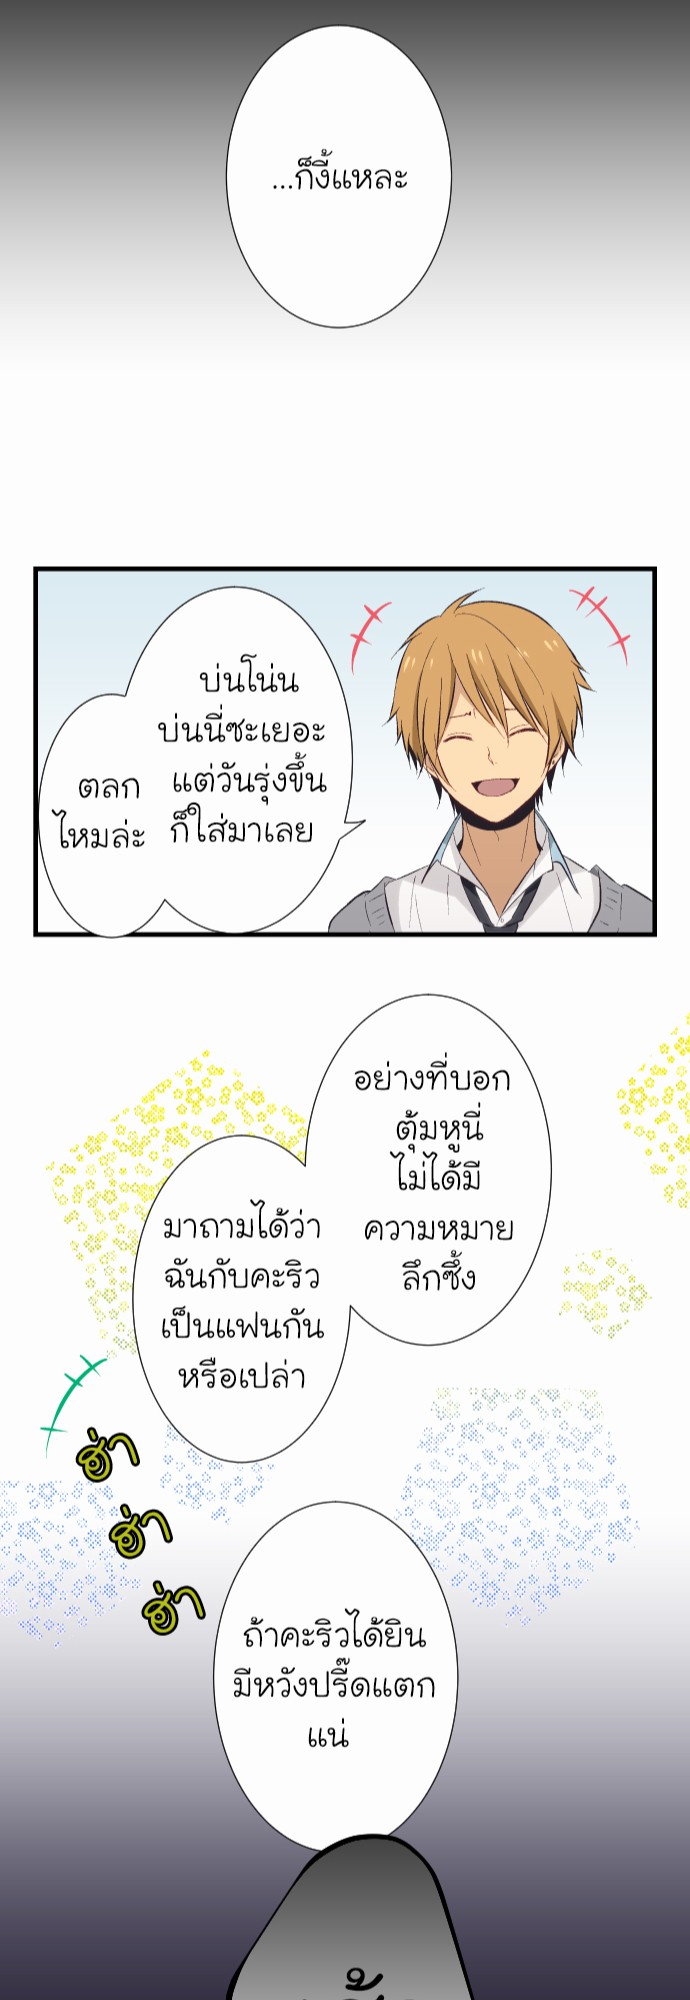 ...ก็งี้แหละ
บ่นโน่น
บ่นนี่ซะเยอะ
แต่วันรุ่งขึ้น
ก็ใส่มาเลย
ตลก
ไหมล่ะ
อย่างที่บอก
ตุ้มหูนี่
ไม่ได้มี
ความหมาย
ลึกซึ้ง
มาถามได้ว่า
ฉันกับคะริว
เป็นแฟนกัน
หรือเปล่า
ฮ่า
ฮ่า
ฮ่า
ถ้าคะริวได้ยิน
มีหวังปรี๊ดแตก
แน่